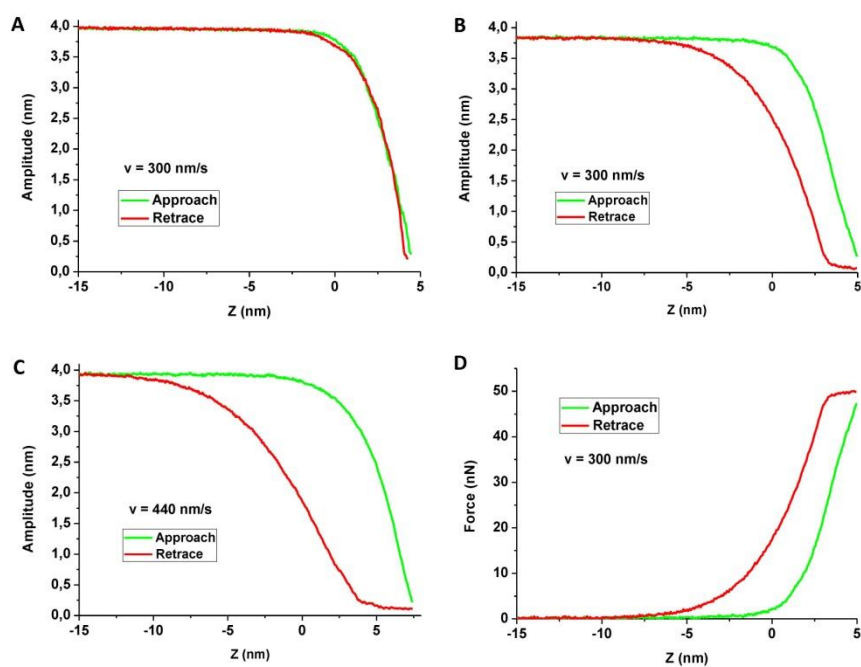 A
4,0
3,5
3,0
2,5
2,0
1,5
1,0
0,5
0,0
Amplitude (nm)
v = 300 nm/s
Approach
Retrace
-15
-10
-5
0
5
Z (nm)
B
4,0
3,5
3,0
2,5
2,0
1,5
1,0
0,5
0,0
Amplitude (nm)
v = 300 nm/s
Approach
Retrace
-15
-10
-5
0
5
Z (nm)
C
4,0
3,5
3,0
2,5
2,0
1,5
1,0
0,5
0,0
Amplitude (nm)
v = 440 nm/s
Approach
Retrace
-15
-10
-5
0
5
Z (nm)
D
50
40
30
20
10
0
Force (nN)
Approach
Retrace
v = 300 nm/s
-15
-10
-5
0
5
Z (nm)